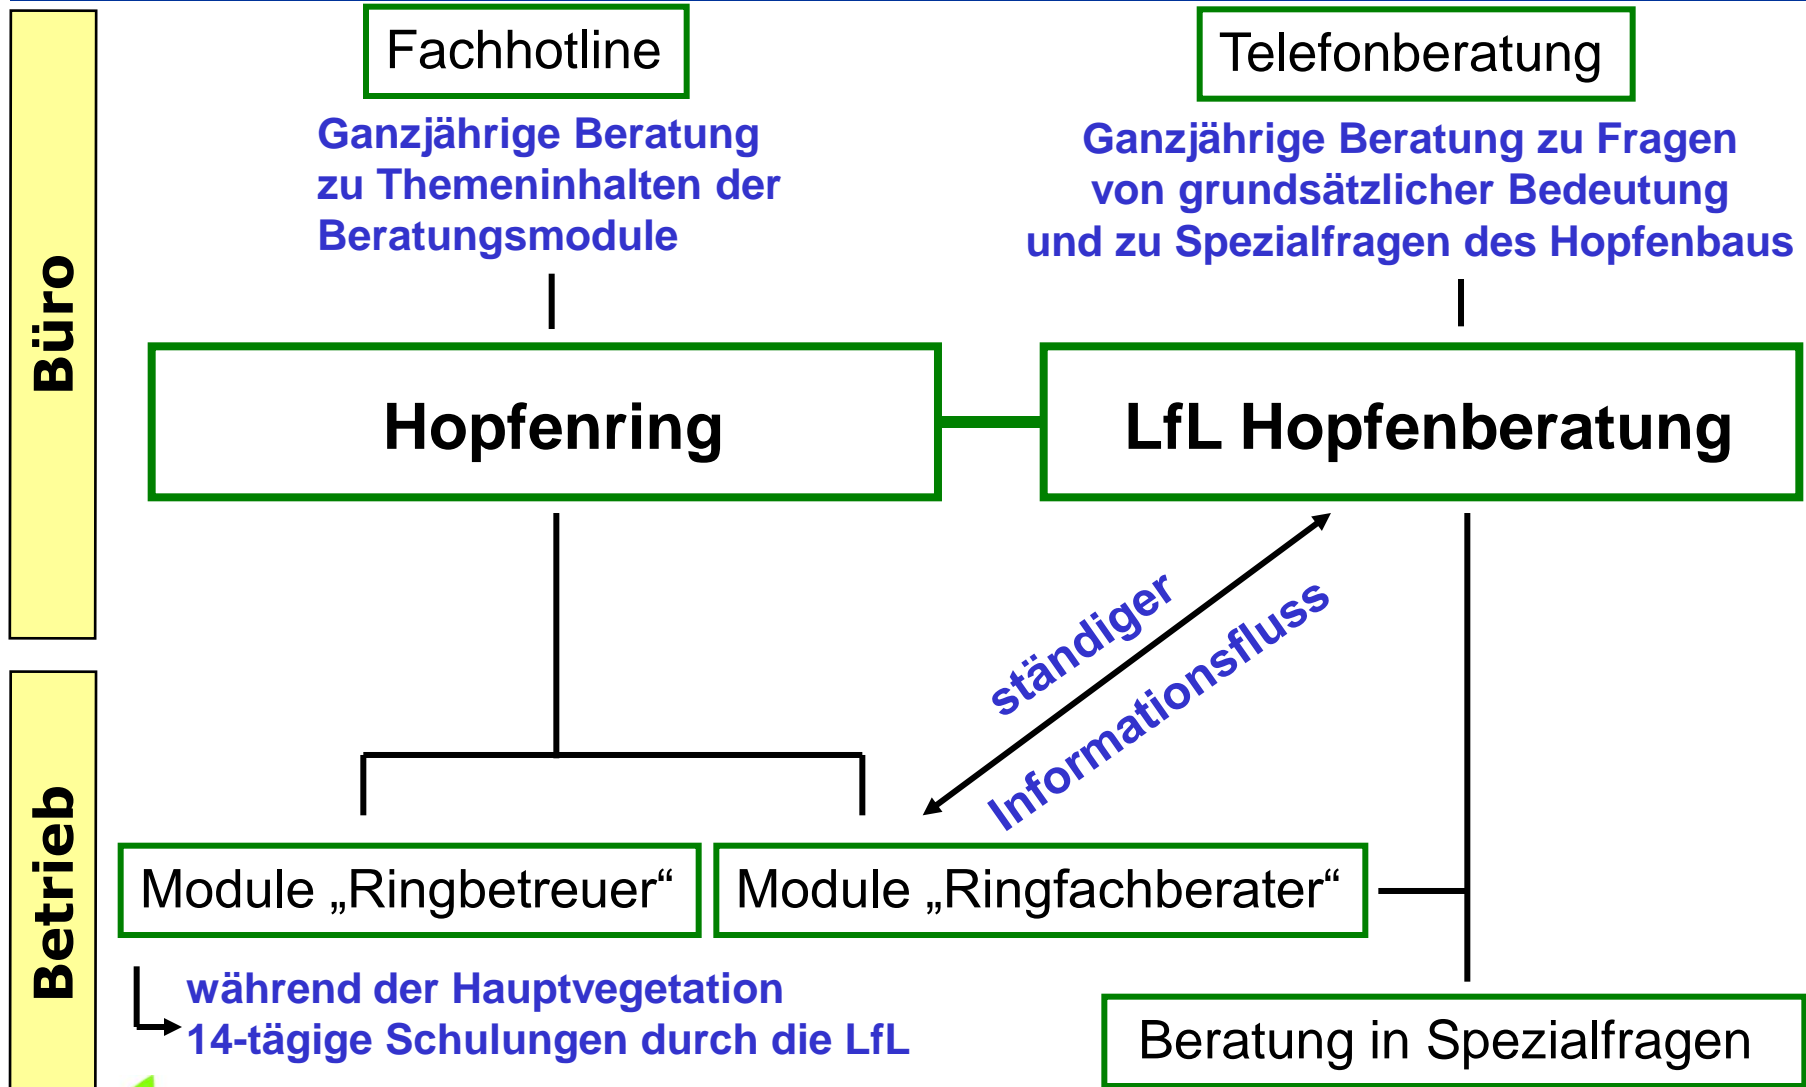 Büro
Fachhotline
Ganzjährige Beratung
zu Themeninhalten der
Beratungsmodule
Telefonberatung
Ganzjährige Beratung zu Fragen
von grundsätzlicher Bedeutung
und zu Spezialfragen des Hopfenbaus
Hopfenring
LfL Hopfenberatung
ständiger
Informationsfluss
Betrieb
Module „Ringbetreuer“
Module „Ringfachberater“
während der Hauptvegetation
14-tägige Schulungen durch die LfL
Beratung in Spezialfragen